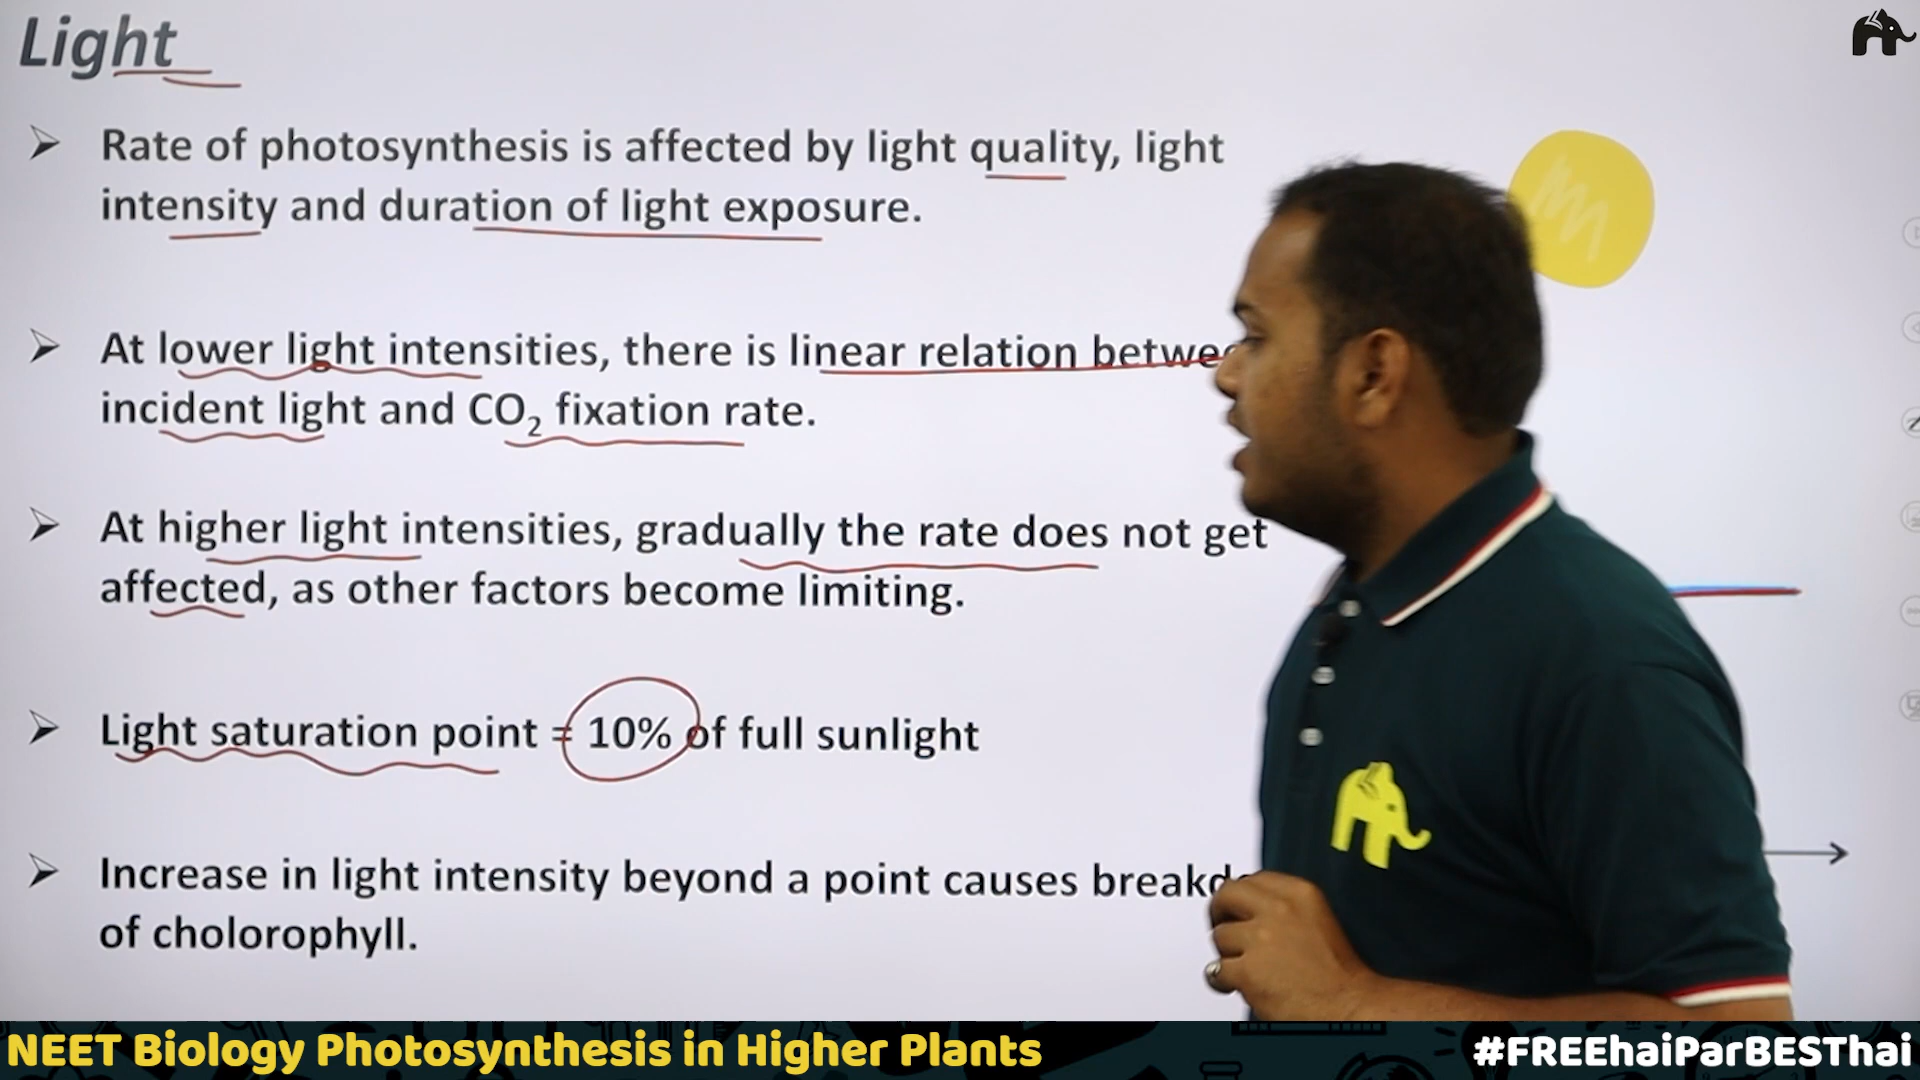 Light
Rate of photosynthesis is affected by light quality, light
intensity and duration of light exposure.
At lower light intensities, there is linear relation
incident light and CO₂ fixation rate.
At higher light intensities, gradually the rate does not get
affected, as other factors become limiting.
Light saturation point = 10% of full sunlight
Increase in light intensity beyond a point causes
of cholorophyll.
NEET Biology Photosynthesis in Higher Plants
#FREEhaiParBESThai